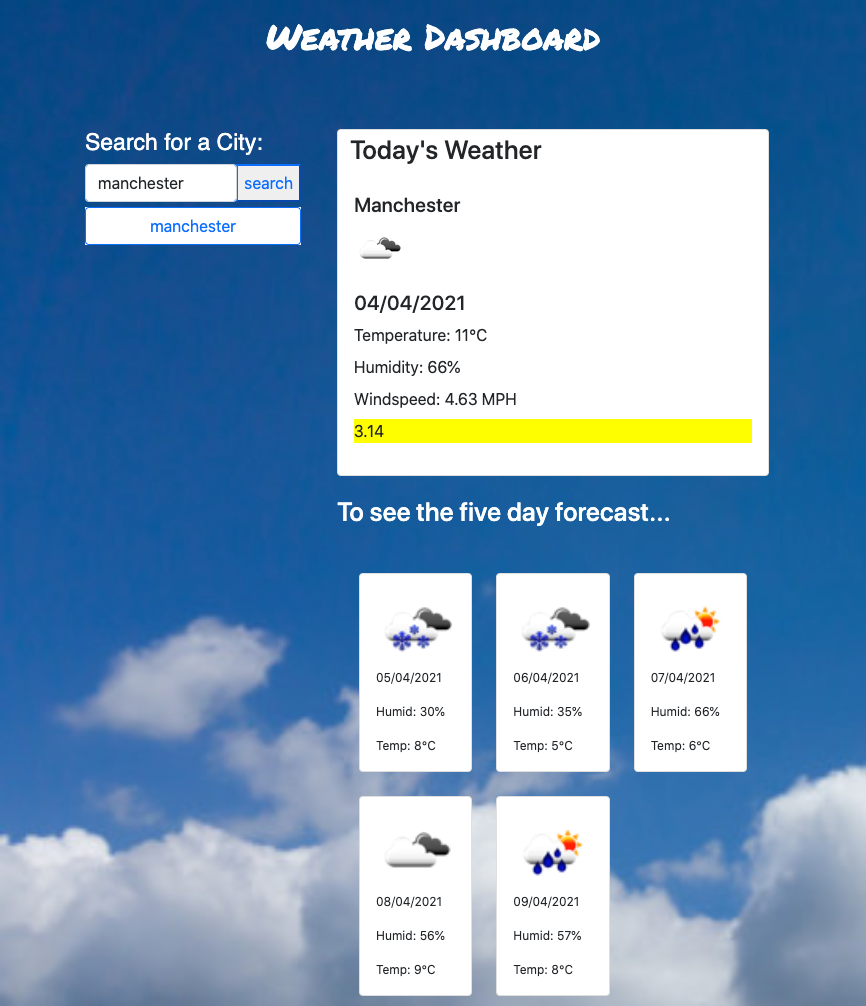 Weather Dashboard
Search for a City:
manchester search
manchester
Today's Weather
Manchester
04/04/2021
Temperature: 11°C
Humidity: 66%
Windspeed: 4.63 MPH
3.14
To see the five day forecast...
05/04/2021
Humid: 30%
Temp: 8°C
06/04/2021
Humid: 35%
Temp: 5°C
07/04/2021
Humid: 66%
Temp: 6°C
08/04/2021
Humid: 56%
Temp: 9°C
09/04/2021
Humid: 57%
Temp: 8°C